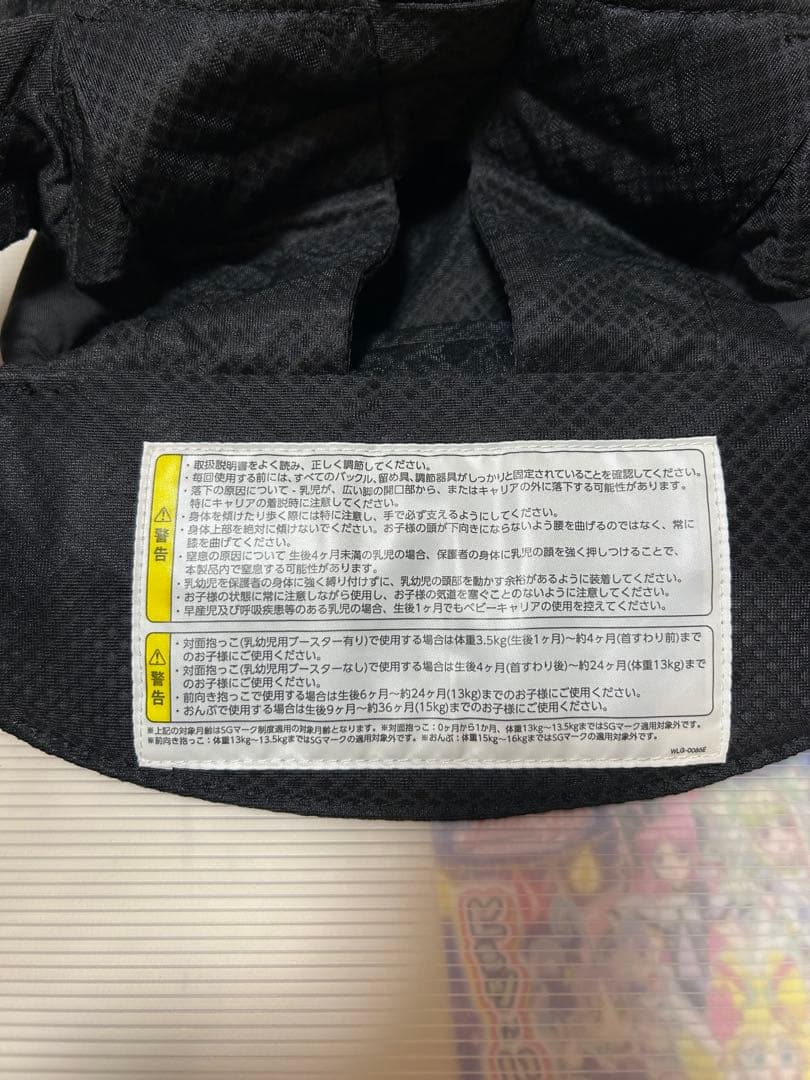 ・取扱説明書をよく読み、正しく調節してください。
・毎回使用する前には、すべてのバックル、留め具、調節器具がしっかりと固定されていることを確認してください。
・落下の原因について・乳児が、広い脚の開口部から、またはキャリアの外に落下する可能性があります。
特にキャリアの着脱時に注意してください。
・身体を傾けたり歩く際には特に注意し、手で必ず支えるようにしてください。
・身体上部を絶対に傾けないでください。お子様の頭が下向きにならないよう腰を曲げるのではなく、常に
膝を曲げてください。
・窒息の原因について 生後4ヶ月未満の乳児の場合、保護者の身体に乳児の顔を強く押しつけることで、
本製品内で窒息する可能性があります。
・乳幼児を保護者の身体に強く縛り付けずに、乳幼児の頭部を動かす余裕があるように装着してください。
・お子様の状態に常に注意しながら使用し、お子様の気道を塞ぐことのないように注意してください。
・早産児及び呼吸疾患等のある乳児の場合、生後1ヶ月でもベビーキャリアの使用を控えてください。
警告
・対面抱っこ(乳幼児用ブースター有り)で使用する場合は体重3.5kg(生後1ヶ月)～約4ヶ月(首すわり前)まで
のお子様にご使用ください。
・対面抱っこ(乳幼児用ブースターなし)で使用する場合は生後4ヶ月(首すわり後)～約24ヶ月(体重13kg)まで
のお子様にご使用ください。
・前向き抱っこで使用する場合は生後6ヶ月～約24ヶ月(13kg)までのお子様にご使用ください。
・おんぶで使用する場合は生後9ヶ月～約36ヶ月(15kg)までのお子様にご使用ください。
警告
※上記の対象月齢はSGマーク制度適用の対象月齢となります。※対面抱っこ：0ヶ月から1か月、体重13kg～13.5kgまではSGマークの適用対象外です。
※前向き抱っこ：体重13kg～13.5kgまではSGマークの適用対象外です。※おんぶ：体重15kg～16kgまではSGマークの適用対象外です。
WLG-0086E